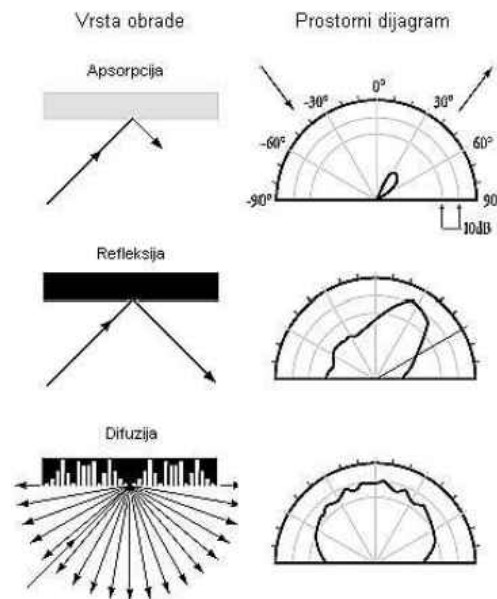 Vrsta obrade
Prostorni dijagram
Apsorpcija
0°
-30°
30°
-60°
60°
-90°
90
10dB
Refleksija
Difuzija